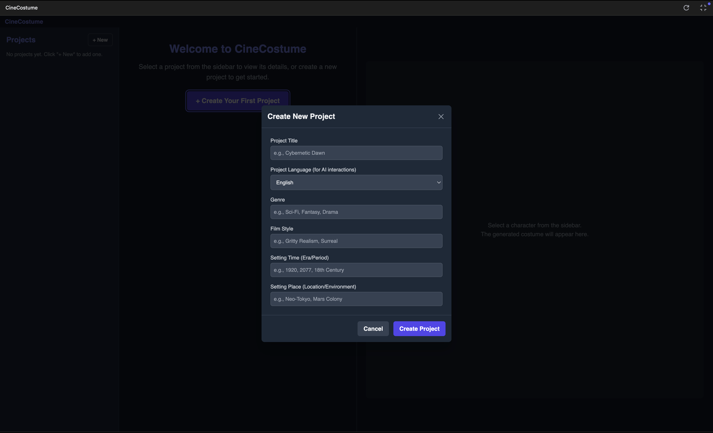 CineCostume
CineCostume
Projects
+ New
No projects yet. Click "+ New" to add one.
Welcome to CineCostume
Select a project from the sidebar to view its details, or create a new
project to get started.
+ Create Your First Project
Select a character from the sidebar.
The generated costume will appear here.
Create New Project
Project Title
e.g., Cybernetic Dawn
Project Language (for AI interactions)
English
Genre
e.g., Sci-Fi, Fantasy, Drama
Film Style
e.g., Gritty Realism, Surreal
Setting Time (Era/Period)
e.g., 1920, 2077, 18th Century
Setting Place (Location/Environment)
e.g., Neo-Tokyo, Mars Colony
Cancel
Create Project